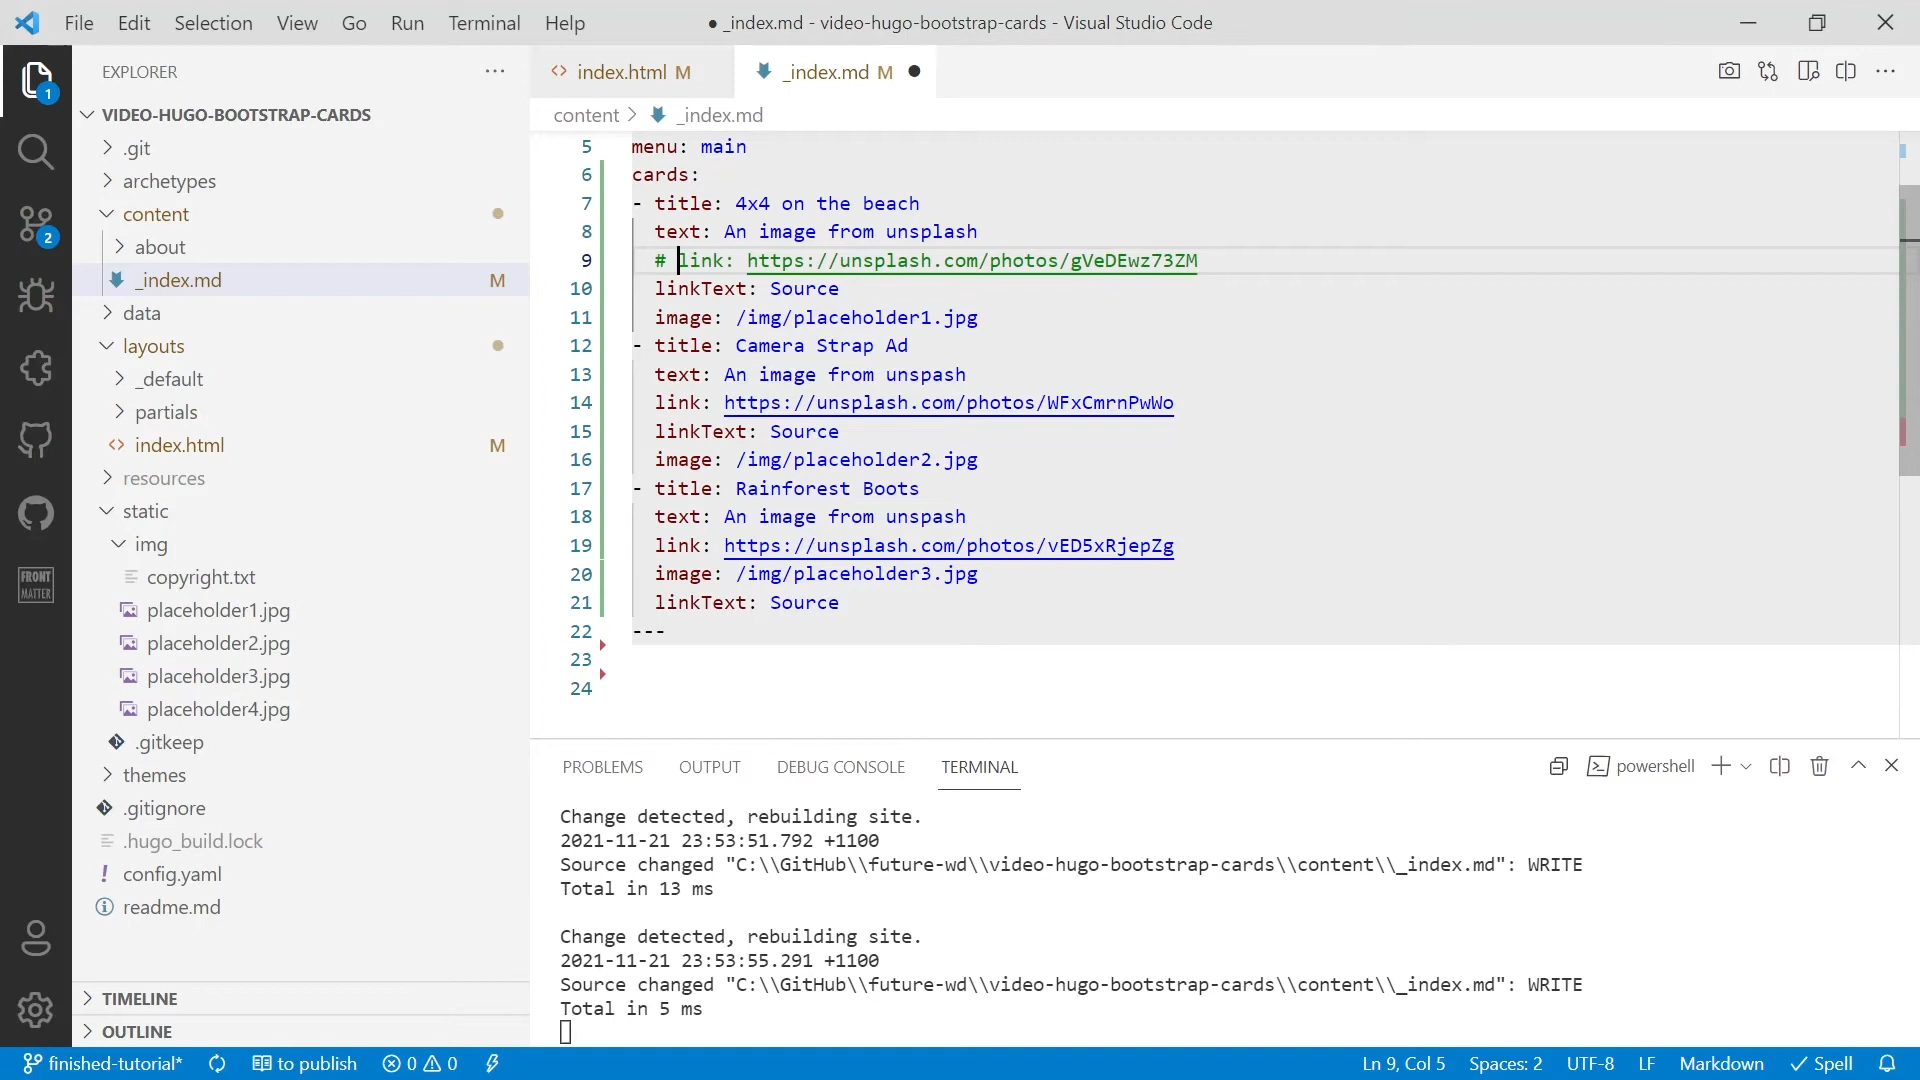 File Edit Selection View Go Run Terminal Help ● _index.md - video-hugo-bootstrap-cards - Visual Studio Code
EXPLORER
index.html M
_index.md M
content > _index.md
1
2
FRONT MATTER
VIDEO-HUGO-BOOTSTRAP-CARDS
.git
archetypes
content
about
_index.md M
data
layouts
_default
partials
index.html M
resources
static
img
copyright.txt
placeholder1.jpg
placeholder2.jpg
placeholder3.jpg
placeholder4.jpg
.gitkeep
themes
.gitignore
.hugo_build.lock
config.yaml
readme.md
TIMELINE
OUTLINE
5 menu: main
6 cards:
7 - title: 4x4 on the beach
8 text: An image from unsplash
9 # link: https://unsplash.com/photos/gVeDEwz73ZM
10 linkText: Source
11 image: /img/placeholder1.jpg
12 - title: Camera Strap Ad
13 text: An image from unspash
14 link: https://unsplash.com/photos/WFxCmrnPwWo
15 linkText: Source
16 image: /img/placeholder2.jpg
17 - title: Rainforest Boots
18 text: An image from unspash
19 link: https://unsplash.com/photos/vED5xRjepZg
20 image: /img/placeholder3.jpg
21 linkText: Source
22 ---
23
24
PROBLEMS OUTPUT DEBUG CONSOLE TERMINAL powershell
Change detected, rebuilding site.
2021-11-21 23:53:51.792 +1100
Source changed "C:\\GitHub\\future-wd\\video-hugo-bootstrap-cards\\content\\_index.md": WRITE
Total in 13 ms
Change detected, rebuilding site.
2021-11-21 23:53:55.291 +1100
Source changed "C:\\GitHub\\future-wd\\video-hugo-bootstrap-cards\\content\\_index.md": WRITE
Total in 5 ms
finished-tutorial* to publish 0 0 Ln 9, Col 5 Spaces: 2 UTF-8 LF Markdown Spell